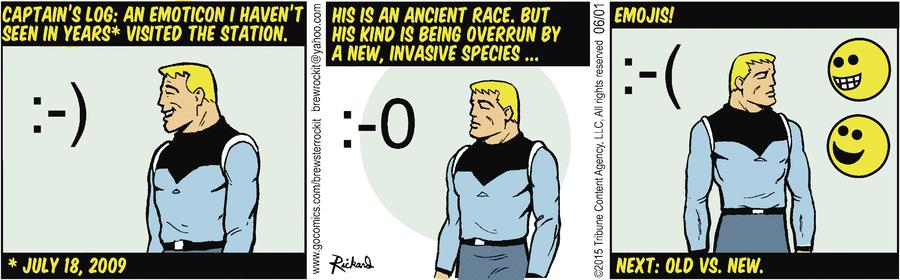 CAPTAIN'S LOG: AN EMOTICON I HAVEN'T
SEEN IN YEARS* VISITED THE STATION.
:-)
* JULY 18, 2009
www.gocomics.com/brewsterrockit brewrockit@yahoo.com
HIS IS AN ANCIENT RACE. BUT
HIS KIND IS BEING OVERRUN BY
A NEW, INVASIVE SPECIES ...
:-O
Rickard
©2015 Tribune Content Agency, LLC, All rights reserved 06/01
EMOJIS!
:-(
NEXT: OLD VS. NEW.